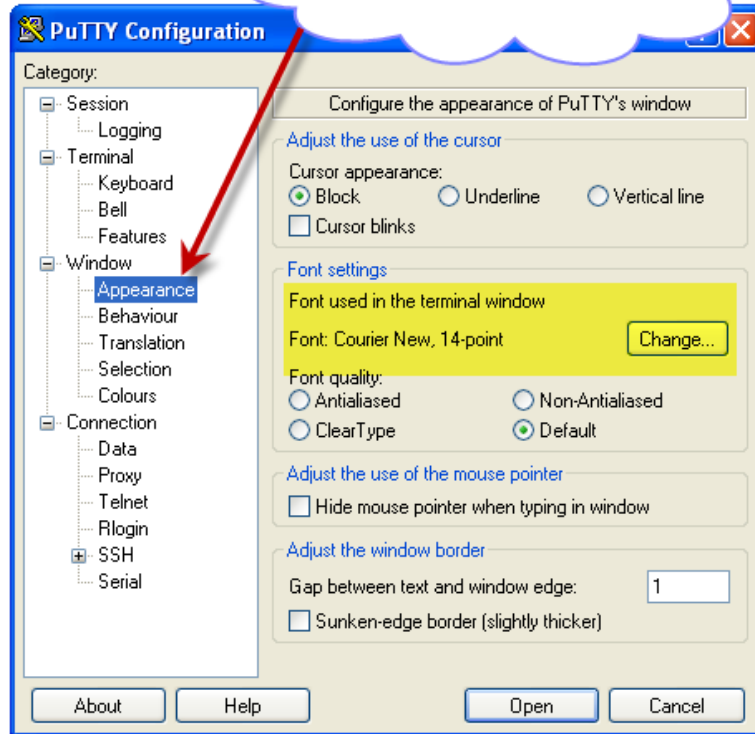 PuTTY Configuration
Category:
Session
Logging
Terminal
Keyboard
Bell
Features
Window
Appearance
Behaviour
Translation
Selection
Colours
Connection
Data
Proxy
Telnet
Rlogin
SSH
Serial
Configure the appearance of PuTTY's window
Adjust the use of the cursor
Cursor appearance:
Block Underline Vertical line
Cursor blinks
Font settings
Font used in the terminal window
Font: Courier New, 14-point Change...
Font quality:
Antialiased Non-Antialiased
ClearType Default
Adjust the use of the mouse pointer
Hide mouse pointer when typing in window
Adjust the window border
Gap between text and window edge: 1
Sunken-edge border (slightly thicker)
About Help Open Cancel